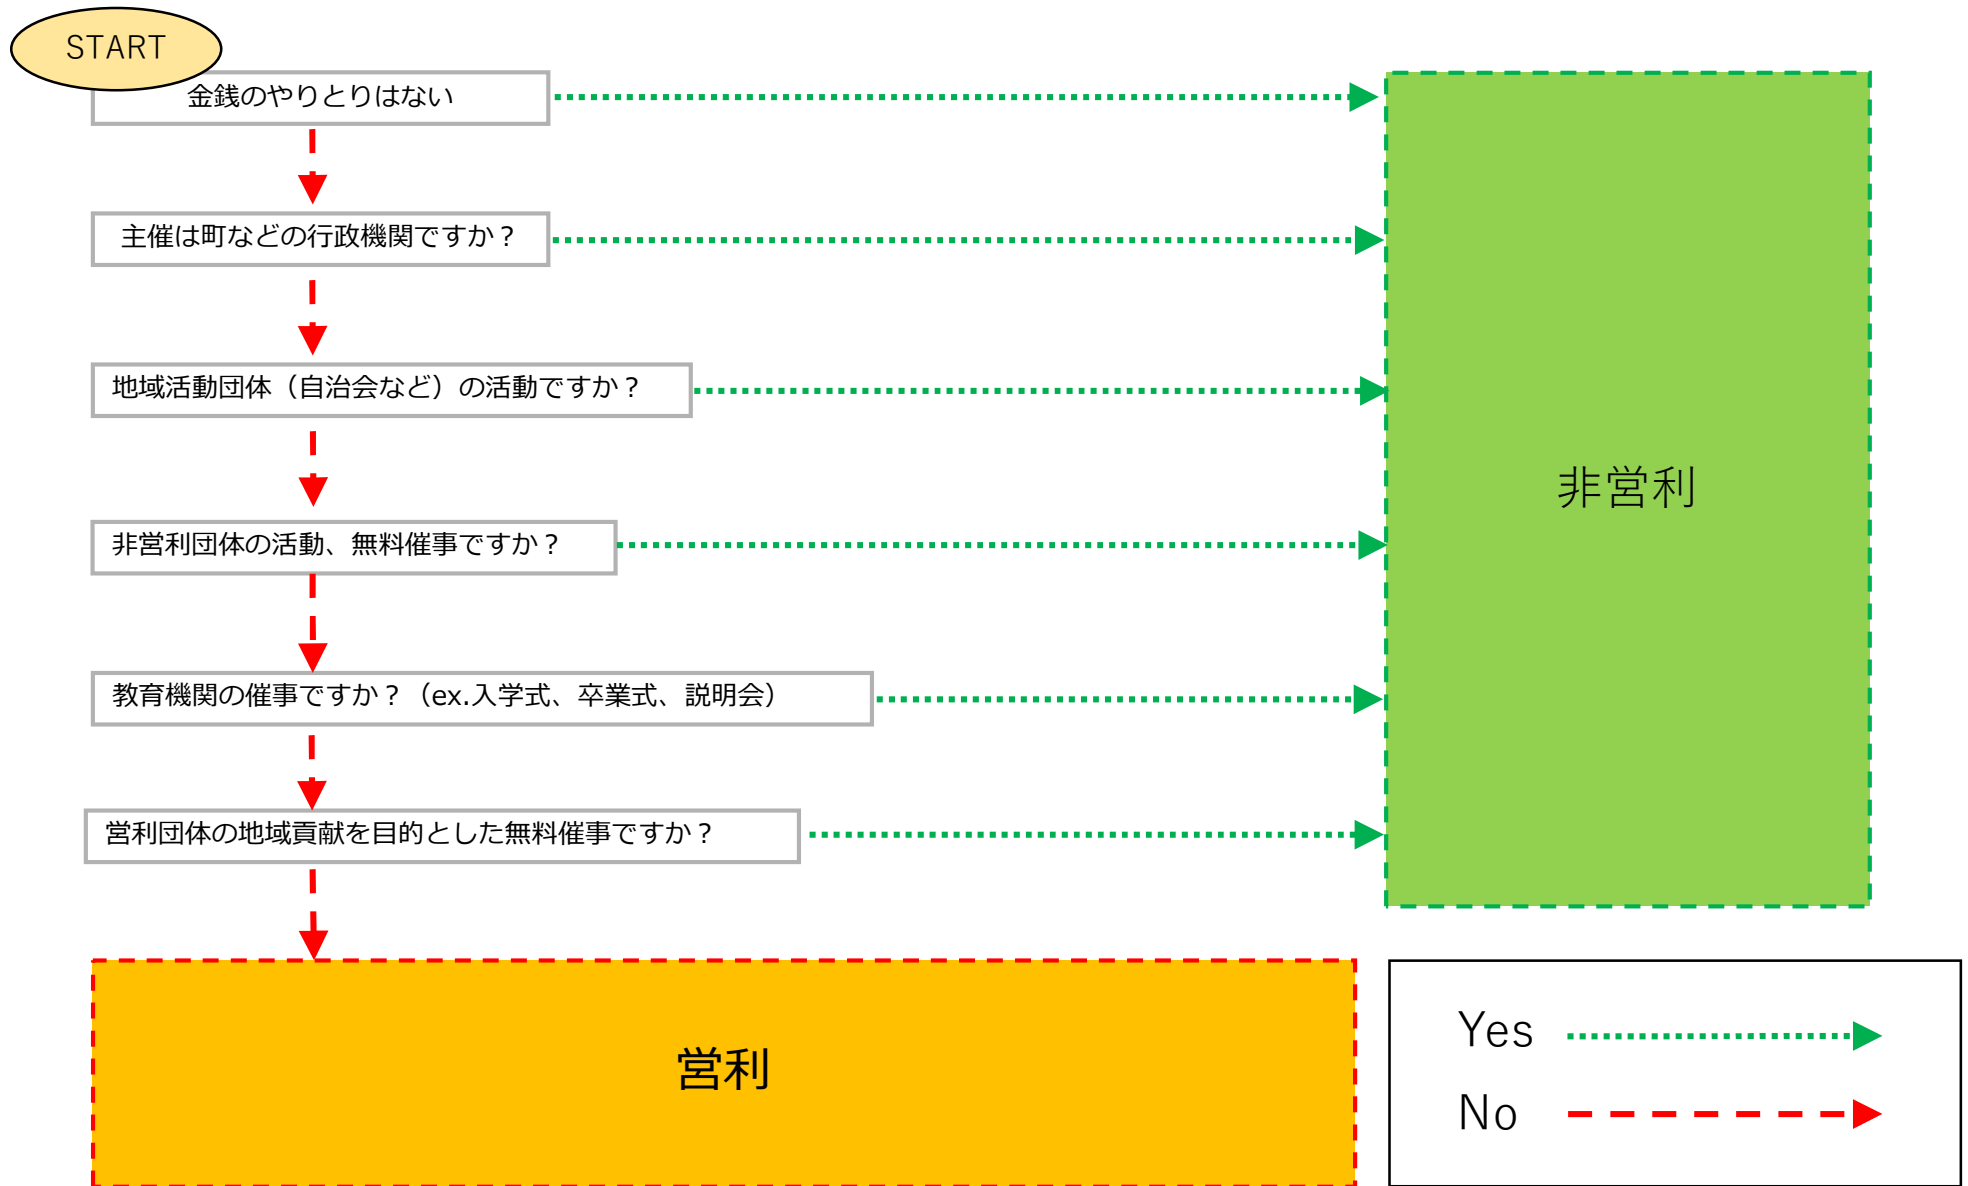 START
金銭のやりとりはない
主催は町などの行政機関ですか？
地域活動団体（自治会など）の活動ですか？
非営利団体の活動、無料催事ですか？
教育機関の催事ですか？（ex.入学式、卒業式、説明会）
営利団体の地域貢献を目的とした無料催事ですか？
非営利
営利
Yes
No